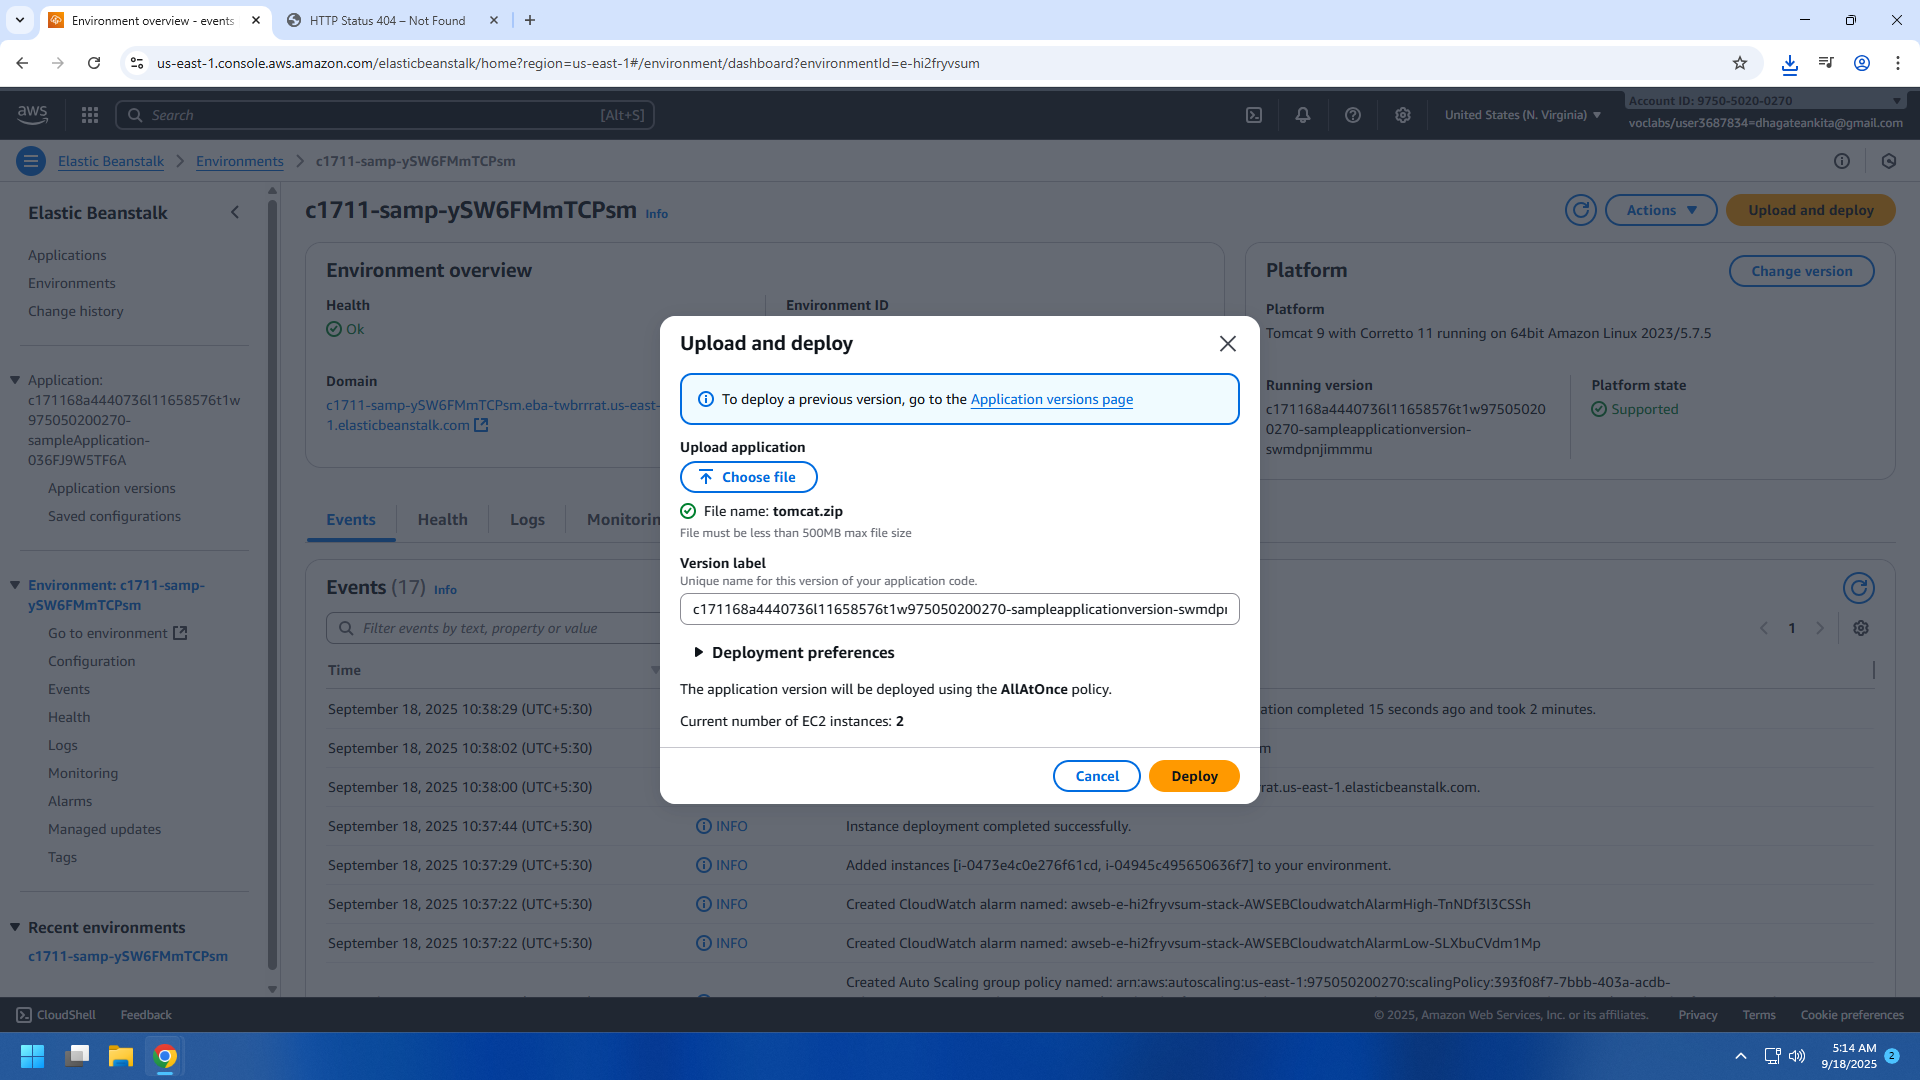 Environment overview - events
HTTP Status 404 – Not Found
us-east-1.console.aws.amazon.com/elasticbeanstalk/home?region=us-east-1#/environment/dashboard?environmentId=e-hi2fryvsum
aws
Search
[Alt+S]
United States (N. Virginia)
Account ID: 9750-5020-0270
voclabs/user3687834=dhagateankita@gmail.com
Elastic Beanstalk
Environments
c1711-samp-ySW6FMmTCPsm
Elastic Beanstalk
Applications
Environments
Change history
Application:
c171168a4440736l11658576t1w
975050200270-
sampleApplication-
036FJ9W5TF6A
Application versions
Saved configurations
Environment: c1711-samp-
ySW6FMmTCPsm
Go to environment
Configuration
Events
Health
Logs
Monitoring
Alarms
Managed updates
Tags
Recent environments
c1711-samp-ySW6FMmTCPsm
c1711-samp-ySW6FMmTCPsm Info
Actions
Upload and deploy
Environment overview
Health
Ok
Environment ID
Domain
c1711-samp-ySW6FMmTCPsm.eba-twbrrrat.us-east-
1.elasticbeanstalk.com
Platform
Change version
Platform
Tomcat 9 with Corretto 11 running on 64bit Amazon Linux 2023/5.7.5
Running version
c171168a4440736l11658576t1w97505020
0270-sampleapplicationversion-
swmdpnjimmmu
Platform state
Supported
Events
Health
Logs
Monitorin
Events (17) Info
Filter events by text, property or value
1
Time
September 18, 2025 10:38:29 (UTC+5:30)
ation completed 15 seconds ago and took 2 minutes.
September 18, 2025 10:38:02 (UTC+5:30)
m
September 18, 2025 10:38:00 (UTC+5:30)
rat.us-east-1.elasticbeanstalk.com.
September 18, 2025 10:37:44 (UTC+5:30) INFO Instance deployment completed successfully.
September 18, 2025 10:37:29 (UTC+5:30) INFO Added instances [i-0473e4c0e276f61cd, i-04945c495650636f7] to your environment.
September 18, 2025 10:37:22 (UTC+5:30) INFO Created CloudWatch alarm named: awseb-e-hi2fryvsum-stack-AWSEBCloudwatchAlarmHigh-TnNDf3l3CSSh
September 18, 2025 10:37:22 (UTC+5:30) INFO Created CloudWatch alarm named: awseb-e-hi2fryvsum-stack-AWSEBCloudwatchAlarmLow-SLXbuCVdm1Mp
Created Auto Scaling group policy named: arn:aws:autoscaling:us-east-1:975050200270:scalingPolicy:393f08f7-7bbb-403a-acdb-
Upload and deploy
To deploy a previous version, go to the Application versions page
Upload application
Choose file
File name: tomcat.zip
File must be less than 500MB max file size
Version label
Unique name for this version of your application code.
c171168a4440736l11658576t1w975050200270-sampleapplicationversion-swmdpn
Deployment preferences
The application version will be deployed using the AllAtOnce policy.
Current number of EC2 instances: 2
Cancel
Deploy
CloudShell
Feedback
© 2025, Amazon Web Services, Inc. or its affiliates.
Privacy
Terms
Cookie preferences
5:14 AM
9/18/2025
2